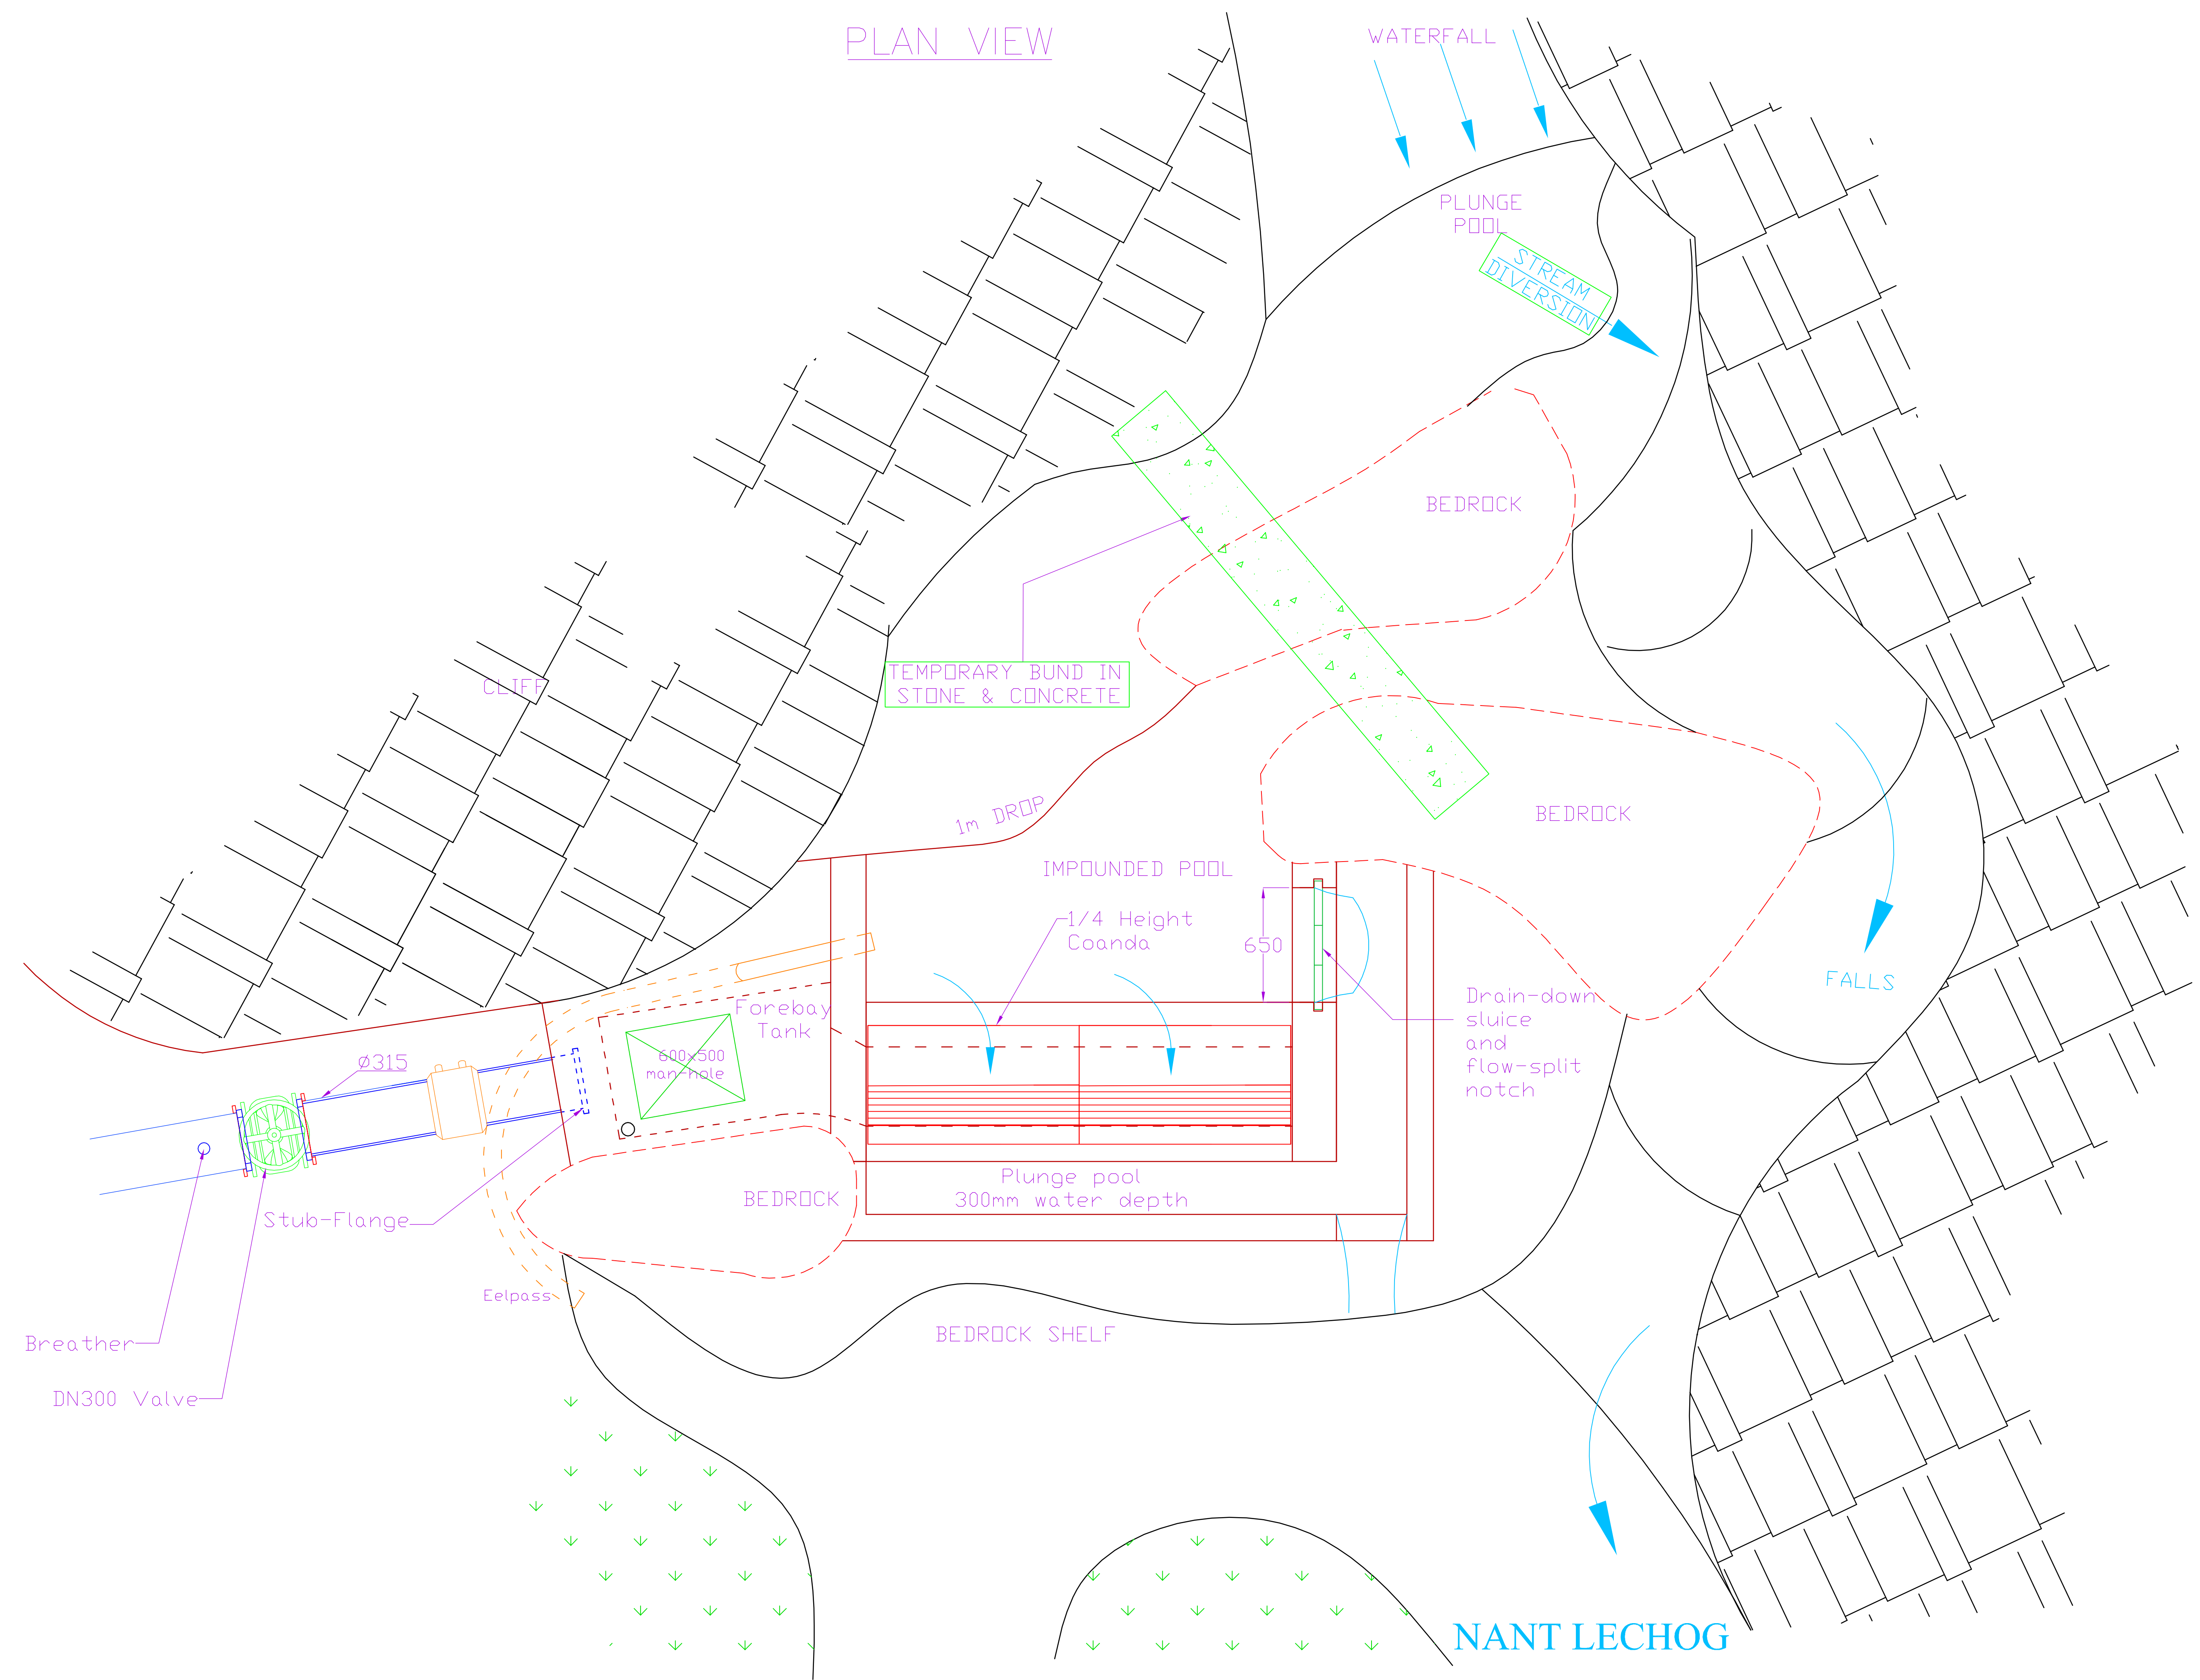 PLAN VIEW
WATERFALL
PLUNGE
POOL
STREAM
DIVERSION
BEDROCK
TEMPORARY BUND IN
STONE & CONCRETE
CLIFF
1m DROP
BEDROCK
IMPOUNDED POOL
1/4 Height
Coanda
650
FALLS
Drain-down
sluice
and
flow-split
notch
Forebay
Tank
600x500
man-hole
Ø315
Plunge pool
300mm water depth
BEDROCK
Stub-Flange
Eelpass
BEDROCK SHELF
Breather
DN300 Valve
NANT LECHOG